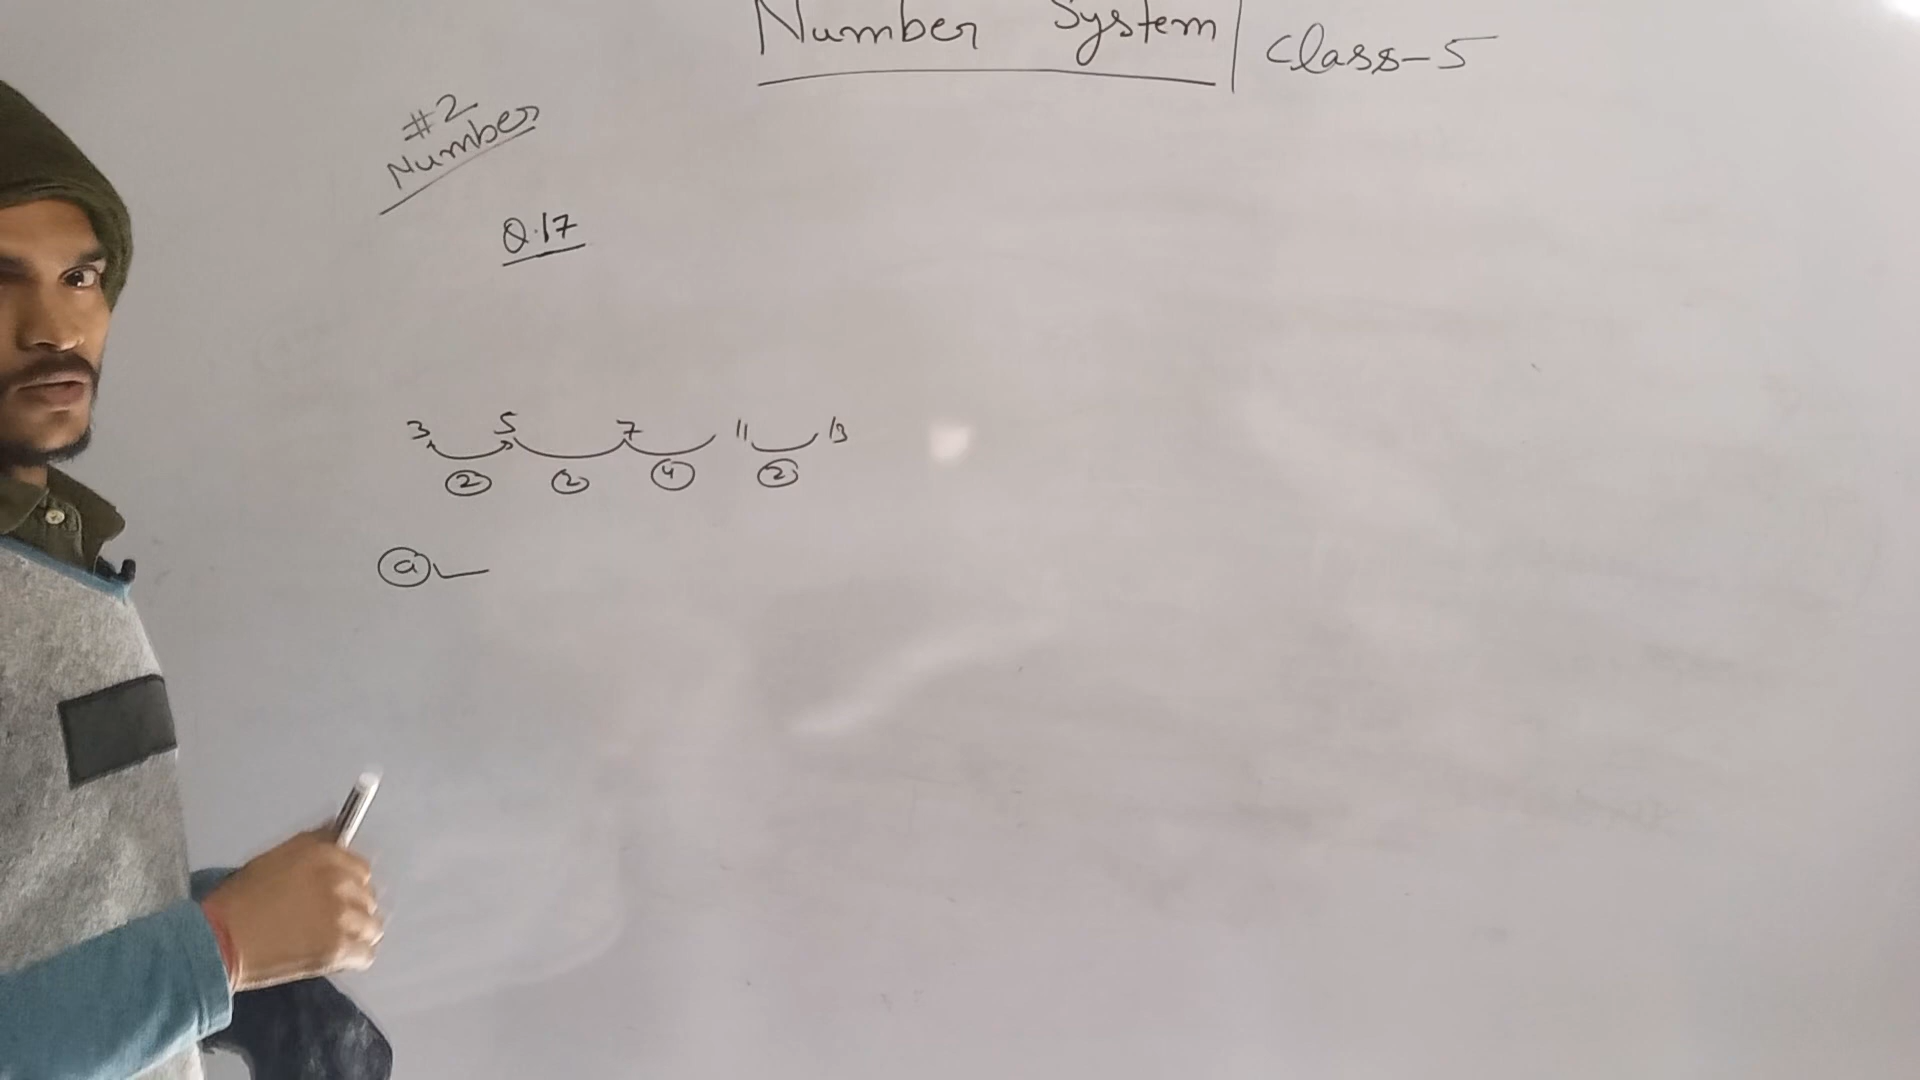 Number System | Class-5
#2
Number
Q.17
3 5 7 11 13
2 2 4 2
a